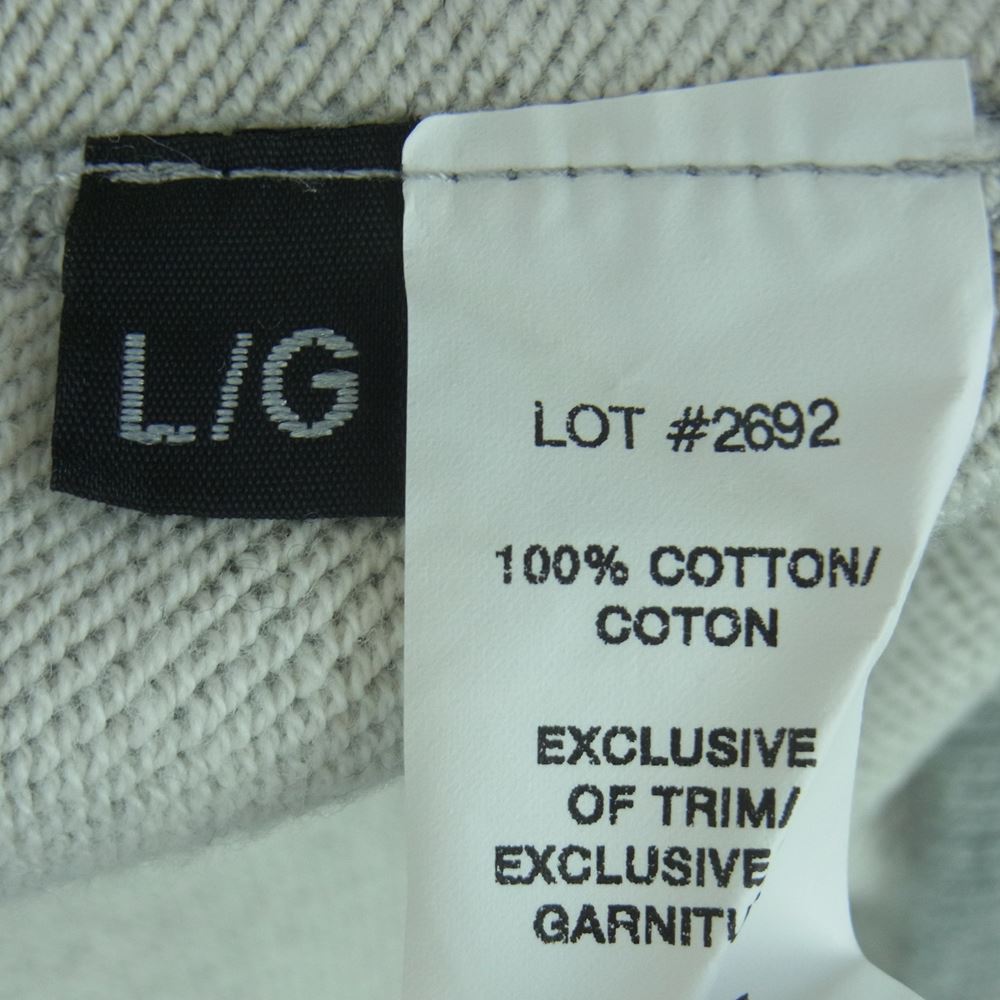 L/G
LOT #2692
100% COTTON/
COTON
EXCLUSIVE
OF TRIM/
EXCLUSIVE